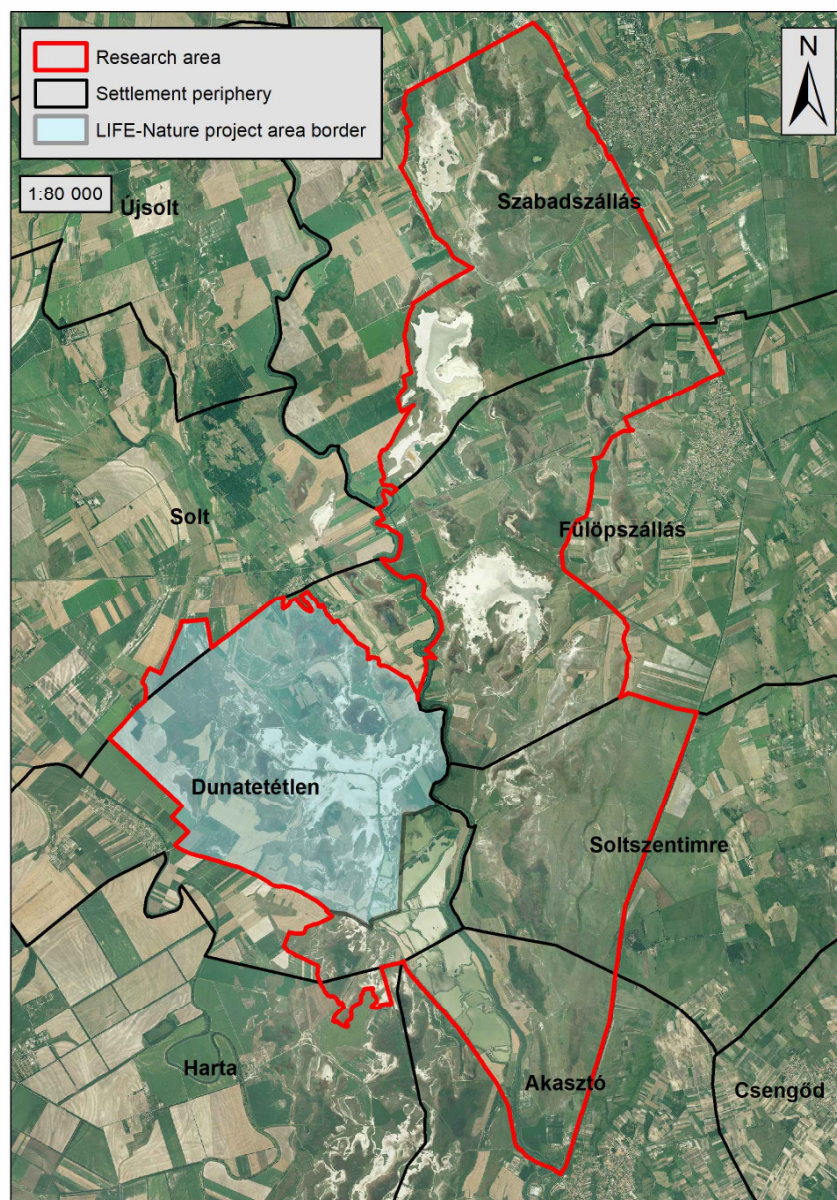 Research area
Settlement periphery
LIFE-Nature project area border
N
1:80 000
Újsolt
Szabadszállás
Solt
Fülöpszállás
Dunatetétlen
Soltszentimre
Harta
Akasztó
Csengőd